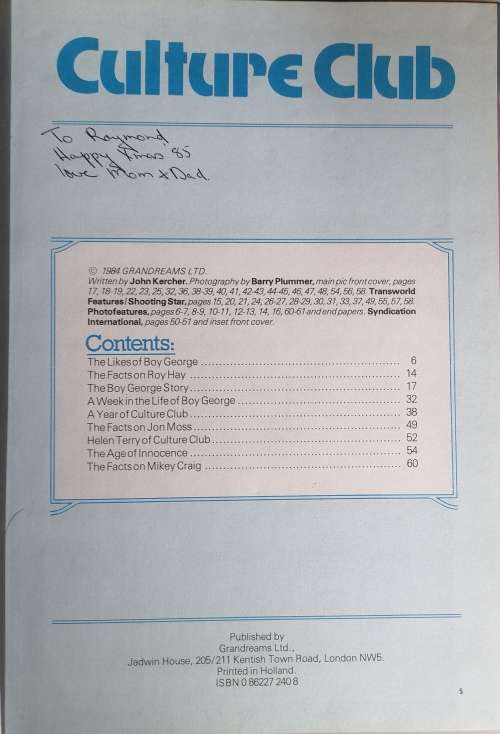 Culture Club
To Raymond
Happy Xmas '85
love Mom + Dad.
© 1984 GRANDREAMS LTD.
Written by John Kercher. Photography by Barry Plummer, main pic front cover, pages
17, 18-19, 22, 23, 25, 32, 36, 38-39, 40, 41, 42-43, 44-45, 46, 47, 48, 54, 56, 58. Transworld
Features/Shooting Star, pages 15, 20, 21, 24, 26-27, 28-29, 30, 31, 33, 37, 49, 55, 57, 58.
Photofeatures, pages 6-7, 8-9, 10-11, 12-13, 14, 16, 60-61 and end papers. Syndication
International, pages 50-51 and inset front cover.
Contents:
The Likes of Boy George ........................ 6
The Facts on Roy Hay ........................ 14
The Boy George Story ........................ 17
A Week in the Life of Boy George ........................ 32
A Year of Culture Club ........................ 38
The Facts on Jon Moss ........................ 49
Helen Terry of Culture Club ........................ 52
The Age of Innocence ........................ 54
The Facts on Mikey Craig ........................ 60
Published by
Grandreams Ltd.,
Jadwin House, 205/211 Kentish Town Road, London NW5.
Printed in Holland.
ISBN 0 86227 240 8
5